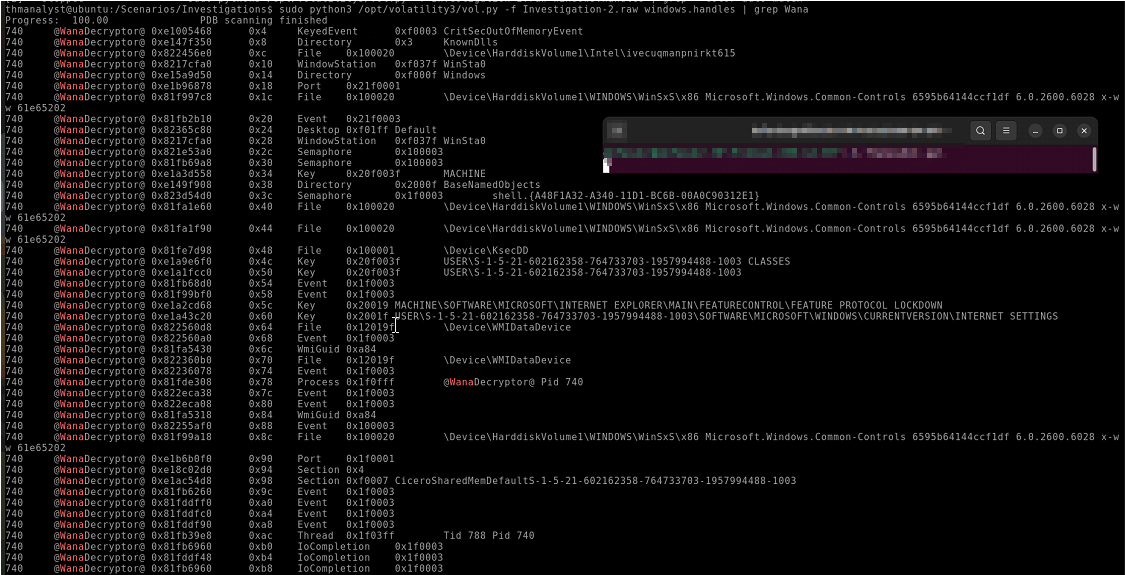 thmanalyst@ubuntu:/Scenarios/Investigations$ sudo python3 /opt/volatility3/vol.py -f Investigation-2.raw windows.handles | grep Wana
Progress:  100.00               PDB scanning finished
740     @WanaDecryptor@ 0xe1005468      0x4     KeyedEvent      0xf0003 CritSecOutOfMemoryEvent
740     @WanaDecryptor@ 0xe147f350      0x8     Directory       0x3     KnownDlls
740     @WanaDecryptor@ 0x822456e0      0xc     File    0x100020        \Device\HarddiskVolume1\Intel\ivecuqmanpnirkt615
740     @WanaDecryptor@ 0x8217cfa0      0x10    WindowStation   0xf037f WinSta0
740     @WanaDecryptor@ 0xe15a9d50      0x14    Directory       0xf000f Windows
740     @WanaDecryptor@ 0xe1b96878      0x18    Port    0x21f0001
740     @WanaDecryptor@ 0x81f997c8      0x1c    File    0x100020        \Device\HarddiskVolume1\WINDOWS\WinSxS\x86 Microsoft.Windows.Common-Controls 6595b64144ccf1df 6.0.2600.6028 x-w
w 61e65202
740     @WanaDecryptor@ 0x81fb2b10      0x20    Event   0x21f0003
740     @WanaDecryptor@ 0x82365c80      0x24    Desktop 0xf01ff Default
740     @WanaDecryptor@ 0x8217cfa0      0x28    WindowStation   0xf037f WinSta0
740     @WanaDecryptor@ 0x821e53a0      0x2c    Semaphore       0x100003
740     @WanaDecryptor@ 0x81fb69a8      0x30    Semaphore       0x100003
740     @WanaDecryptor@ 0xe1a3d558      0x34    Key     0x20f003f       MACHINE
740     @WanaDecryptor@ 0xe149f908      0x38    Directory       0x2000f BaseNamedObjects
740     @WanaDecryptor@ 0x823d54d0      0x3c    Semaphore       0x1f0003        shell.{A48F1A32-A340-11D1-BC6B-00A0C90312E1}
740     @WanaDecryptor@ 0x81fa1e60      0x40    File    0x100020        \Device\HarddiskVolume1\WINDOWS\WinSxS\x86 Microsoft.Windows.Common-Controls 6595b64144ccf1df 6.0.2600.6028 x-w
w 61e65202
740     @WanaDecryptor@ 0x81fa1f90      0x44    File    0x100020        \Device\HarddiskVolume1\WINDOWS\WinSxS\x86 Microsoft.Windows.Common-Controls 6595b64144ccf1df 6.0.2600.6028 x-w
w 61e65202
740     @WanaDecryptor@ 0x81fe7d98      0x48    File    0x100001        \Device\KsecDD
740     @WanaDecryptor@ 0xe1a9e6f0      0x4c    Key     0x20f003f       USER\S-1-5-21-602162358-764733703-1957994488-1003 CLASSES
740     @WanaDecryptor@ 0xe1a1fcc0      0x50    Key     0x20f003f       USER\S-1-5-21-602162358-764733703-1957994488-1003
740     @WanaDecryptor@ 0x81fb68d0      0x54    Event   0x1f0003
740     @WanaDecryptor@ 0x81f99bf0      0x58    Event   0x1f0003
740     @WanaDecryptor@ 0xe1a2cd68      0x5c    Key     0x20019 MACHINE\SOFTWARE\MICROSOFT\INTERNET EXPLORER\MAIN\FEATURECONTROL\FEATURE PROTOCOL LOCKDOWN
740     @WanaDecryptor@ 0xe1a43c20      0x60    Key     0x2001f USER\S-1-5-21-602162358-764733703-1957994488-1003\SOFTWARE\MICROSOFT\WINDOWS\CURRENTVERSION\INTERNET SETTINGS
740     @WanaDecryptor@ 0x822560d8      0x64    File    0x12019f        \Device\WMIDataDevice
740     @WanaDecryptor@ 0x822560a0      0x68    Event   0x1f0003
740     @WanaDecryptor@ 0x81fa5430      0x6c    WmiGuid 0xa84
740     @WanaDecryptor@ 0x822360b0      0x70    File    0x12019f        \Device\WMIDataDevice
740     @WanaDecryptor@ 0x82236078      0x74    Event   0x1f0003
740     @WanaDecryptor@ 0x81fde308      0x78    Process 0x1f0fff        @WanaDecryptor@ Pid 740
740     @WanaDecryptor@ 0x822eca38      0x7c    Event   0x1f0003
740     @WanaDecryptor@ 0x822eca08      0x80    Event   0x1f0003
740     @WanaDecryptor@ 0x81fa5318      0x84    WmiGuid 0xa84
740     @WanaDecryptor@ 0x82255af0      0x88    Event   0x100003
740     @WanaDecryptor@ 0x81f99a18      0x8c    File    0x100020        \Device\HarddiskVolume1\WINDOWS\WinSxS\x86 Microsoft.Windows.Common-Controls 6595b64144ccf1df 6.0.2600.6028 x-w
w 61e65202
740     @WanaDecryptor@ 0xe1b6b0f0      0x90    Port    0x1f0001
740     @WanaDecryptor@ 0xe18c02d0      0x94    Section 0x4
740     @WanaDecryptor@ 0xe1ac54d8      0x98    Section 0xf0007 CiceroSharedMemDefaultS-1-5-21-602162358-764733703-1957994488-1003
740     @WanaDecryptor@ 0x81fb6260      0x9c    Event   0x1f0003
740     @WanaDecryptor@ 0x81fddff0      0xa0    Event   0x1f0003
740     @WanaDecryptor@ 0x81fddfc0      0xa4    Event   0x1f0003
740     @WanaDecryptor@ 0x81fddf90      0xa8    Event   0x1f0003
740     @WanaDecryptor@ 0x81fb39e8      0xac    Thread  0x1f03ff        Tid 788 Pid 740
740     @WanaDecryptor@ 0x81fb6960      0xb0    IoCompletion    0x1f0003
740     @WanaDecryptor@ 0x81fddf48      0xb4    IoCompletion    0x1f0003
740     @WanaDecryptor@ 0x81fb6960      0xb8    IoCompletion    0x1f0003